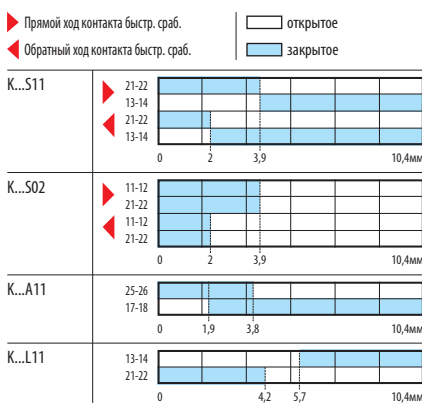 Прямой ход контакта быстр. сраб.
открытое
Обратный ход контакта быстр. сраб.
закрытое
K...S11
21-22
13-14
21-22
13-14
0 2 3,9 10,4мм
K...S02
11-12
21-22
11-12
21-22
0 2 3,9 10,4мм
K...A11
25-26
17-18
0 1,9 3,8 10,4мм
K...L11
13-14
21-22
0 4,2 5,7 10,4мм